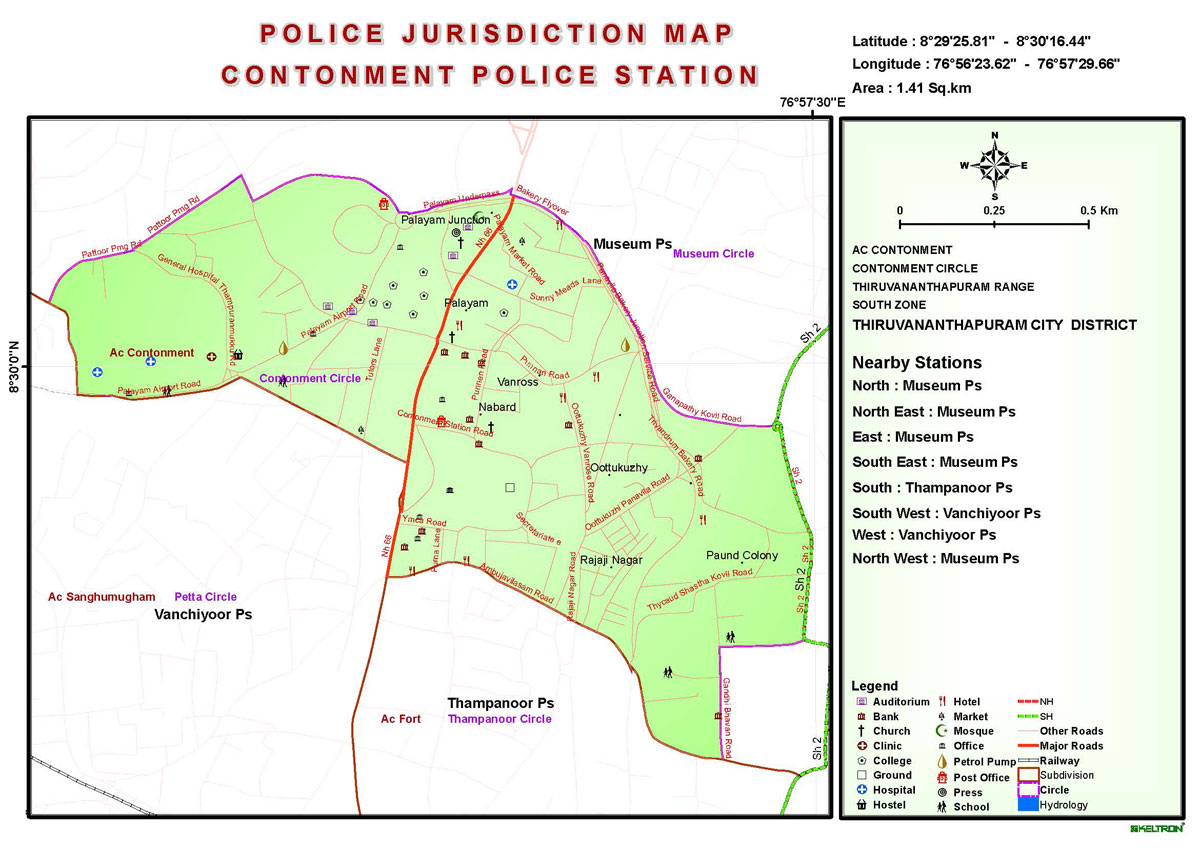 POLICE JURISDICTION MAP
CONTONMENT POLICE STATION
Latitude : 8°29'25.81" - 8°30'16.44"
Longitude : 76°56'23.62" - 76°57'29.66"
Area : 1.41 Sq.km
76°57'30"E
8°30'0"N
Pattoor Pmg Rd
Pattoor Pmg Rd
Palayam Underpass
Bakery Flyover
Palayam Junction
Nh 66
Palayam Market Road
Museum Ps
Museum Circle
General Hospital Thampuranmukku Rd
Sunny Meads Lane
Palayam Airport Road
Palayam
Sh 2
Ac Contonment
Tutors Lane
Contonment Circle
Punnan Road
Punnan Road
Vanross
Palayam Airport Road
Nabard
Ganapathy Kovil Road
Contonment Station Road
Oottukuzhy Vanrose Road
Trivandrum Bakery Road
Oottukuzhy
Sh 2
Oottukuzhi Panavila Road
Ymca Road
Secretariate e
Nh 66
Rajaji Nagar
Paund Colony
Sh 2
Sh 2
Sh 2
Ambujavilasam Road
Rajaji Nagar Road
Thycaud Shastha Kovil Road
Ac Sanghumugham
Petta Circle
Vanchiyoor Ps
Thampanoor Ps
Ac Fort
Thampanoor Circle
Gandhi Bhavan Road
Sh 2
N
W
E
S
0
0.25
0.5 Km
AC CONTONMENT
CONTONMENT CIRCLE
THIRUVANANTHAPURAM RANGE
SOUTH ZONE
THIRUVANANTHAPURAM CITY DISTRICT
Nearby Stations
North : Museum Ps
North East : Museum Ps
East : Museum Ps
South East : Museum Ps
South : Thampanoor Ps
South West : Vanchiyoor Ps
West : Vanchiyoor Ps
North West : Museum Ps
Legend
Auditorium
Bank
Church
Clinic
College
Ground
Hospital
Hostel
Hotel
Market
Mosque
Office
Petrol Pump
Post Office
Press
School
NH
SH
Other Roads
Major Roads
Railway
Subdivision
Circle
Hydrology
KELTRON